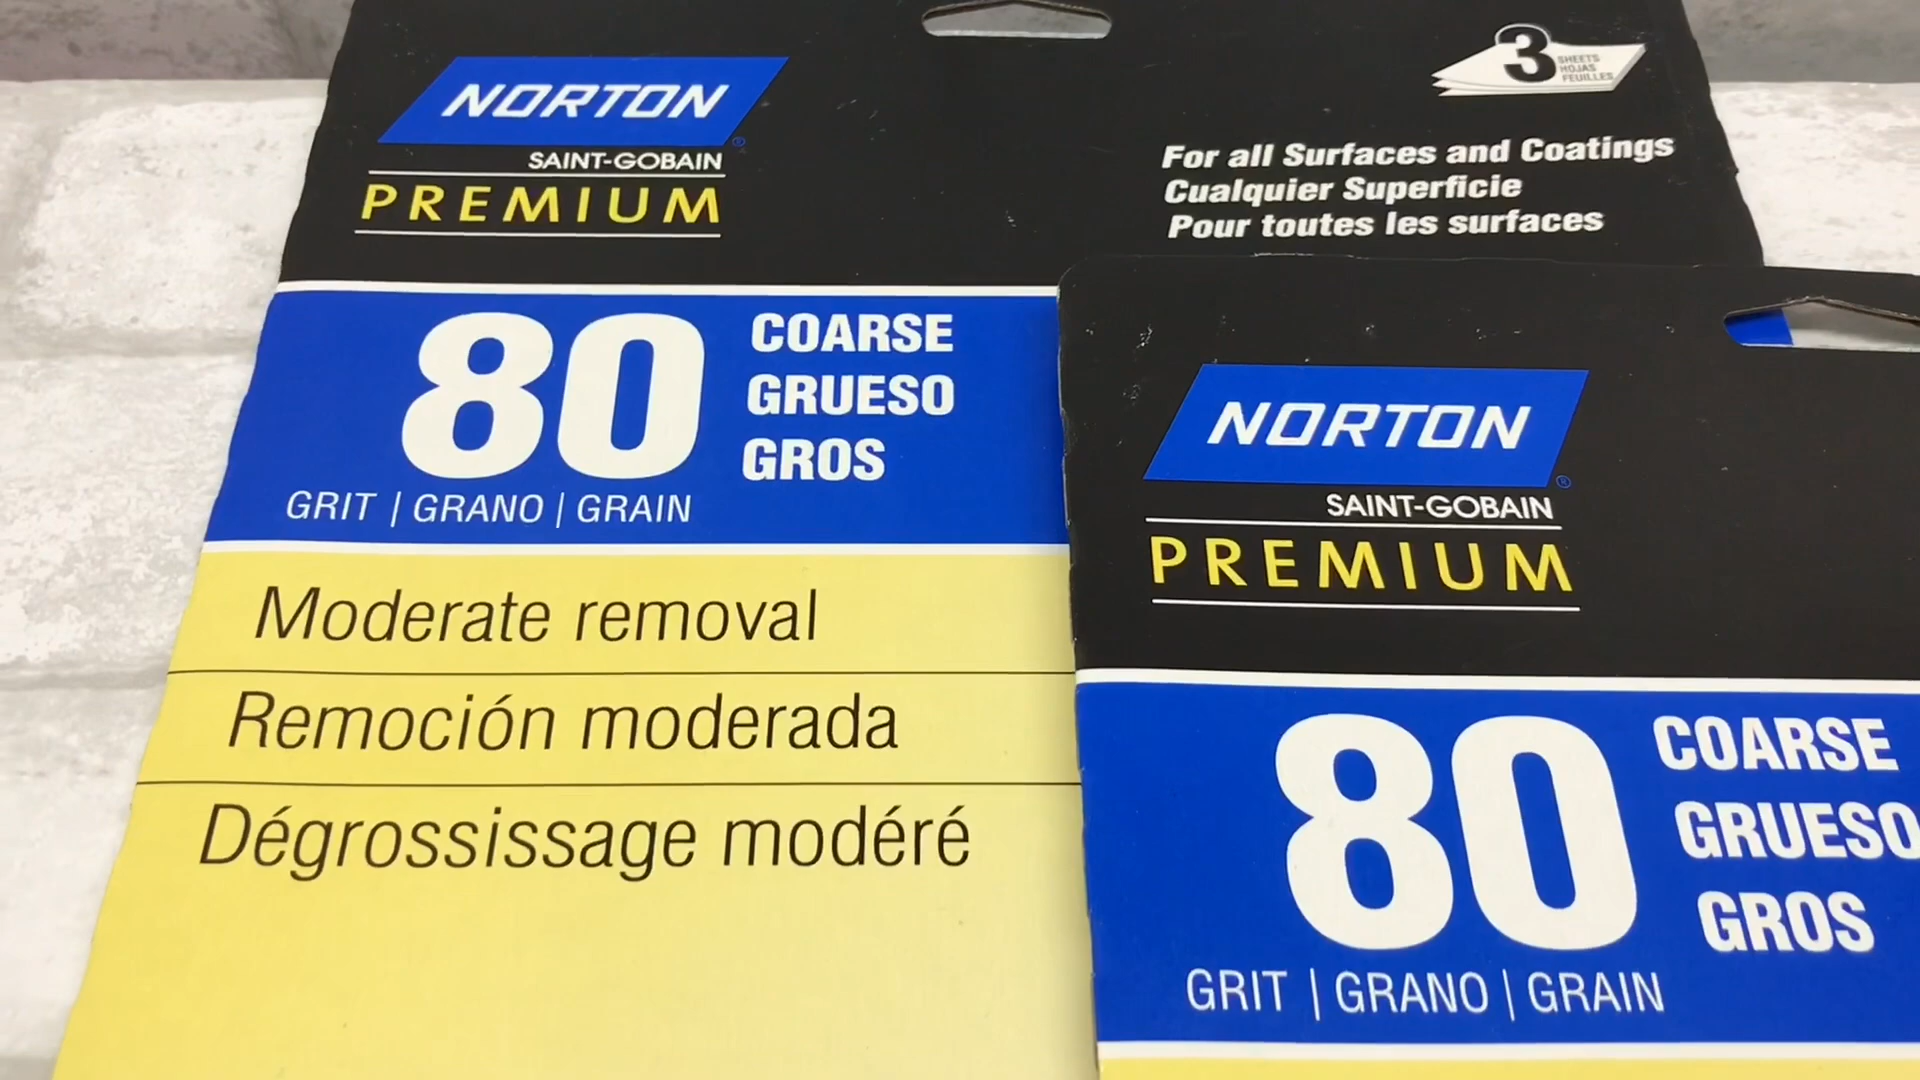 NORTON
®
SAINT-GOBAIN
PREMIUM
3 SHEETS
HOJAS
FEUILLES
For all Surfaces and Coatings
Cualquier Superficie
Pour toutes les surfaces
80
COARSE
GRUESO
GROS
GRIT | GRANO | GRAIN
Moderate removal
Remoción moderada
Dégrossissage modéré
NORTON
®
SAINT-GOBAIN
PREMIUM
80
COARSE
GRUESO
GROS
GRIT | GRANO | GRAIN